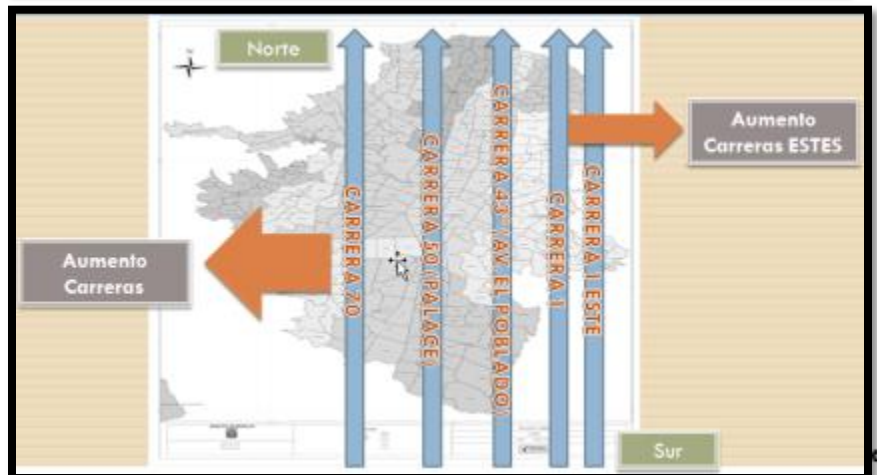 Norte
Aumento
Carreras ESTES
CARRERA 70
CARRERA 50 (PALACE)
CARRERA 43ª (AV. EL POBLADO)
CARRERA 1
CARRERA 1 ESTE
Aumento
Carreras
Sur